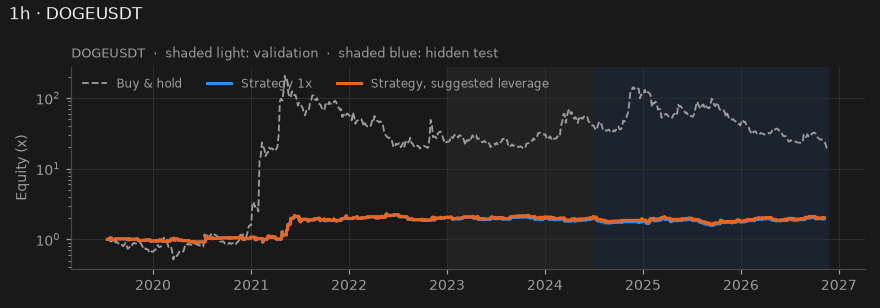 1h · DOGEUSDT
DOGEUSDT · shaded light: validation · shaded blue: hidden test
Buy & hold Strategy 1x Strategy, suggested leverage
Equity (x)
10²
10¹
10⁰
2020 2021 2022 2023 2024 2025 2026 2027